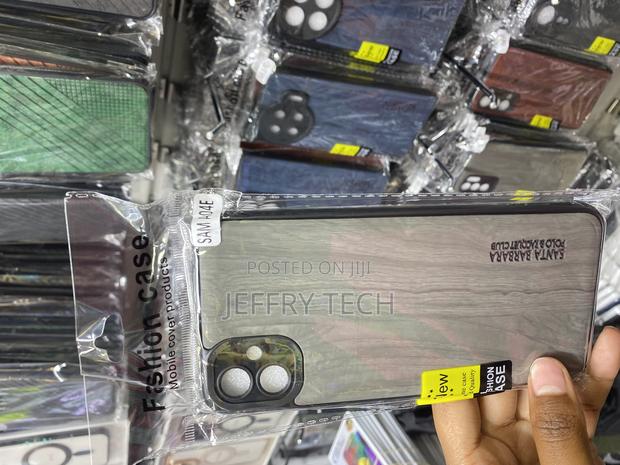 Fashion case
Mobile cover products
SAM A04E
SANTA BARBARA
POLO & RACQUET CLUB
POSTED ON JIJI
JEFFRY TECH
New
Quality
FASHION
CASE